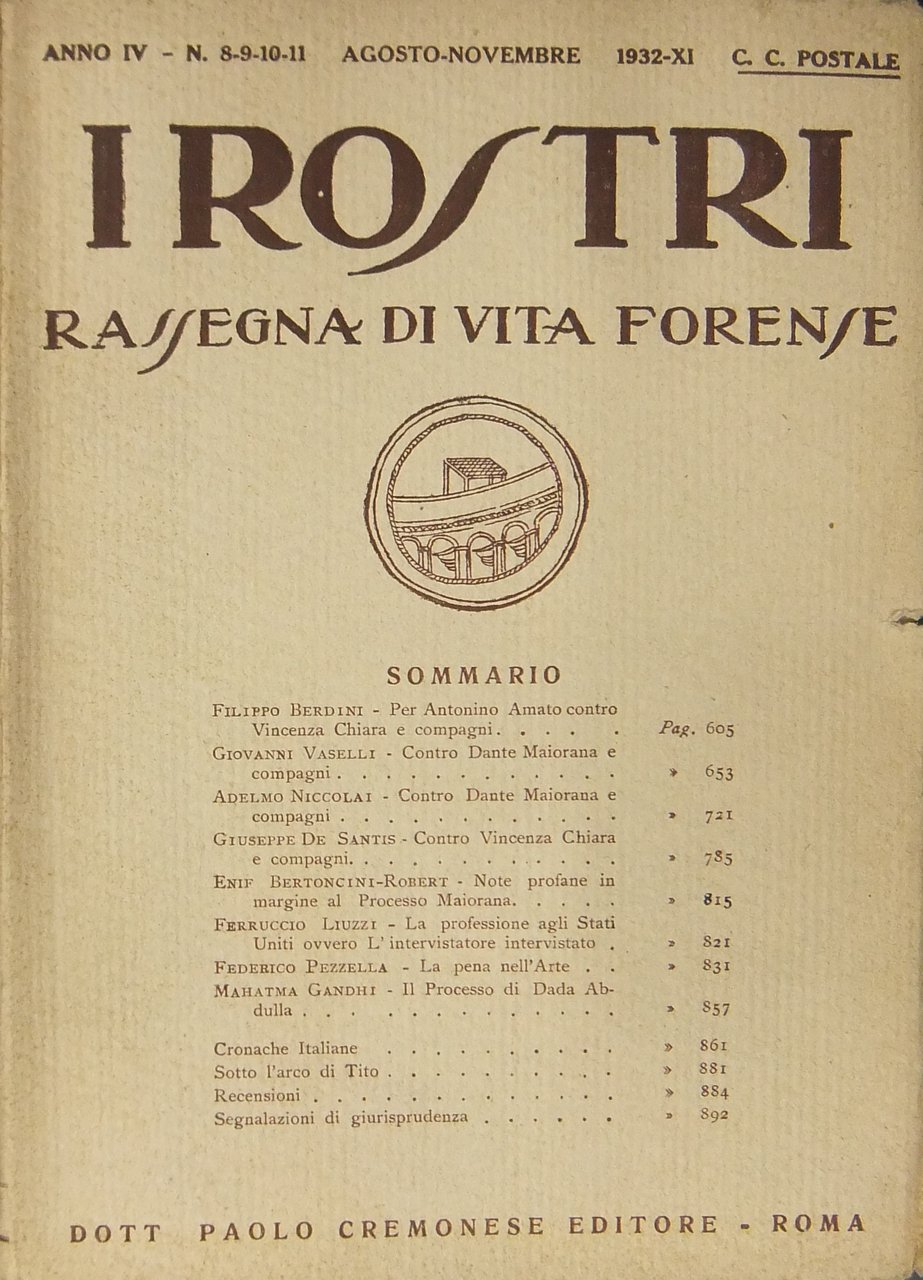 ANNO IV - N. 8-9-10-11 AGOSTO-NOVEMBRE 1932-XI C. C. POSTALE
I ROSTRI
RASSEGNA DI VITA FORENSE
SOMMARIO
FILIPPO BERDINI - Per Antonino Amato contro
Vincenza Chiara e compagni. . . . . Pag. 605
GIOVANNI VASELLI - Contro Dante Maiorana e
compagni . . . . . . . . . . . . » 653
ADELMO NICCOLAI - Contro Dante Maiorana e
compagni . . . . . . . . . . . . » 721
GIUSEPPE DE SANTIS - Contro Vincenza Chiara
e compagni. . . . . . . . . . . . » 785
ENIF BERTONCINI-ROBERT - Note profane in
margine al Processo Maiorana. . . . . » 815
FERRUCCIO LIUZZI - La professione agli Stati
Uniti ovvero L' intervistatore intervistato . » 821
FEDERICO PEZZELLA - La pena nell'Arte . . » 831
MAHATMA GANDHI - Il Processo di Dada Ab-
dulla . . . . . . . . . . . . . » 857
Cronache Italiane . . . . . . . . . . » 861
Sotto l'arco di Tito . . . . . . . . . . » 881
Recensioni . . . . . . . . . . . . . » 884
Segnalazioni di giurisprudenza . . . . . . » 892
DOTT PAOLO CREMONESE EDITORE - ROMA